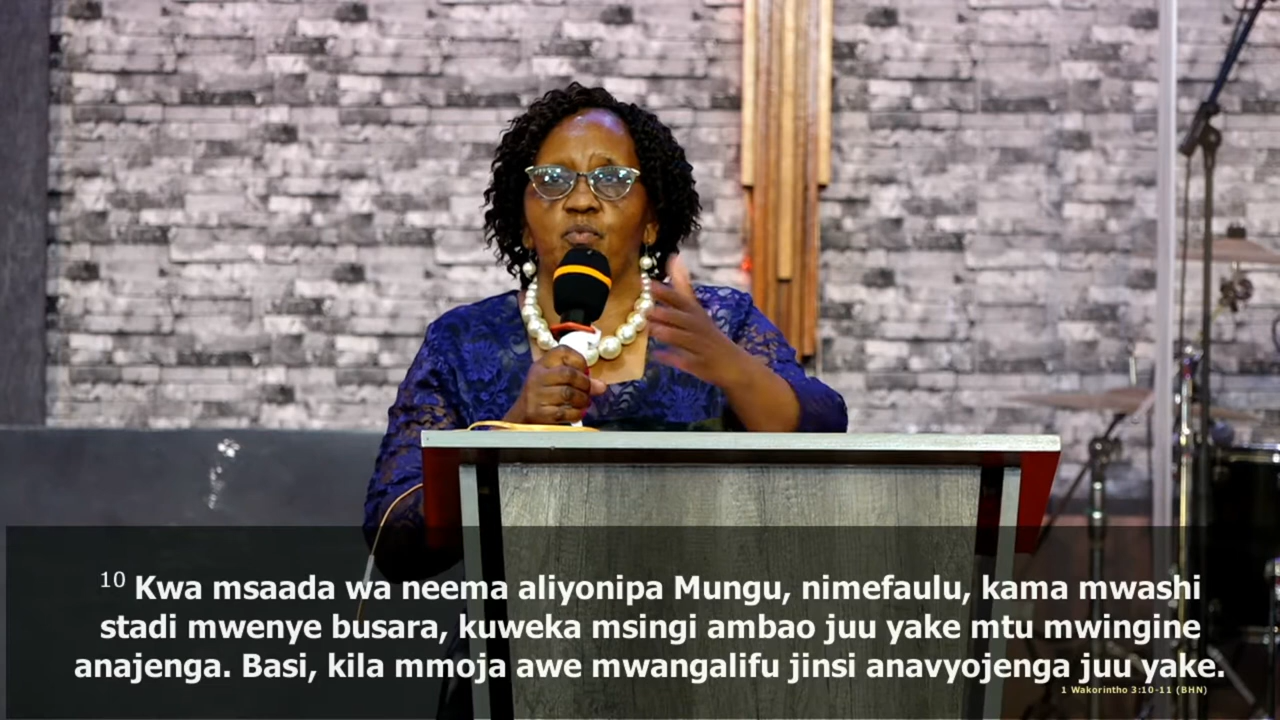 10 Kwa msaada wa neema aliyonipa Mungu, nimefaulu, kama mwashi
stadi mwenye busara, kuweka msingi ambao juu yake mtu mwingine
anajenga. Basi, kila mmoja awe mwangalifu jinsi anavyojenga juu yake.
1 Wakorintho 3:10-11 (BHN)